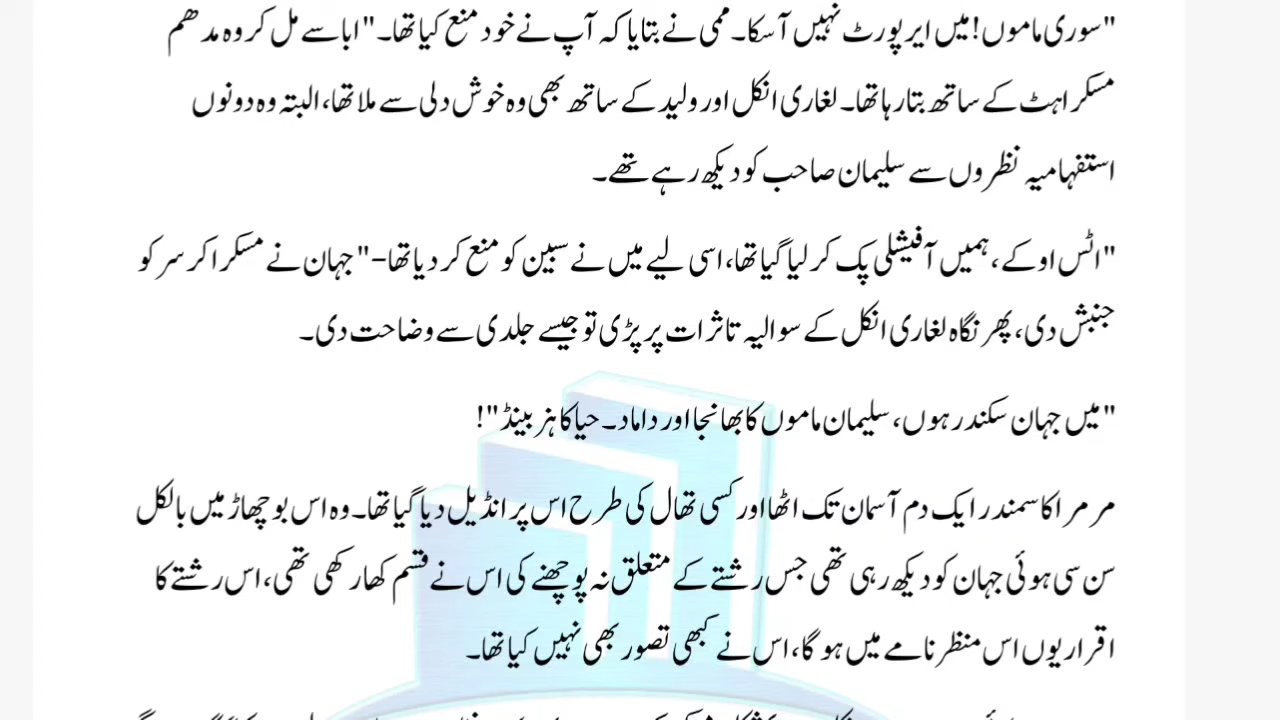 "سوری ماموں! میں ایرپورٹ نہیں آسکا۔ ممی نے بتایا کہ آپ نے خود منع کیا تھا۔" ابا سے مل کر وہ مدھم
مسکراہٹ کے ساتھ بتا رہا تھا۔ لغاری انکل اور ولید کے ساتھ بھی وہ خوش دلی سے ملا تھا، البتہ وہ دونوں
استفہامیہ نظروں سے سلیمان صاحب کو دیکھ رہے تھے۔
"اٹس اوکے، ہمیں آفیشلی پک کر لیا گیا تھا، اسی لیے میں نے سبین کو منع کر دیا تھا-" جہان نے مسکرا کر سر کو
جنبش دی، پھر نگاہ لغاری انکل کے سوالیہ تاثرات پر پڑی تو جیسے جلدی سے وضاحت دی۔
"میں جہان سکندر ہوں، سلیمان ماموں کا بھانجا اور داماد۔ حیا کا ہزبینڈ"!
مرمرا کا سمندر ایک دم آسمان تک اٹھا اور کسی تھال کی طرح اس پر انڈیل دیا گیا تھا۔ وہ اس بوچھاڑ میں بالکل
سن سی ہوئی جہان کو دیکھ رہی تھی جس رشتے کے متعلق نہ پوچھنے کی اس نے قسم کھا رکھی تھی، اس رشتے کا
اقرار یوں اس منظر نامے میں ہو گا، اس نے کبھی تصور بھی نہیں کیا تھا۔